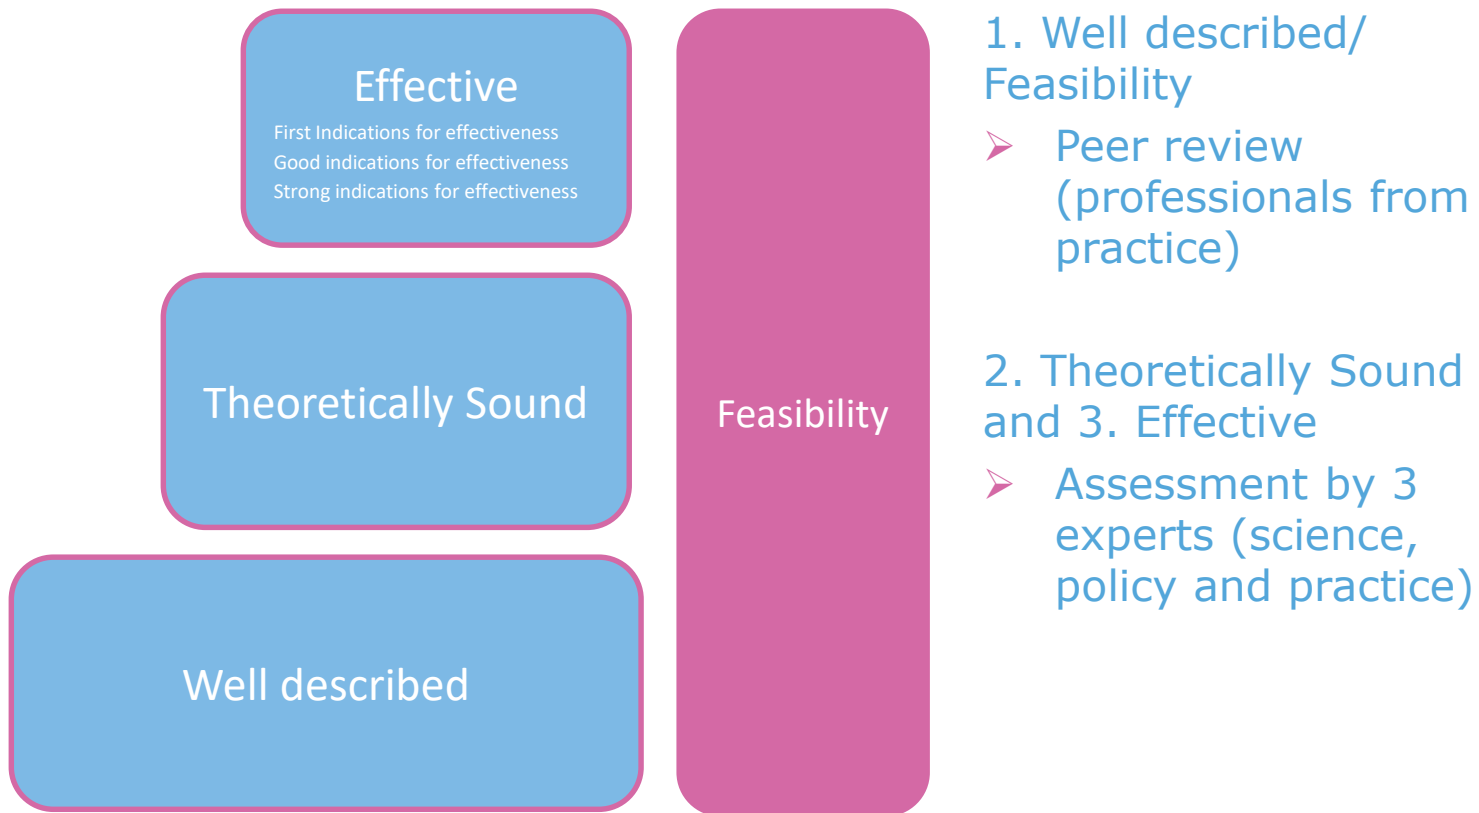 Effective
First Indications for effectiveness
Good indications for effectiveness
Strong indications for effectiveness
Theoretically Sound
Well described
Feasibility
1. Well described/
Feasibility
Peer review
(professionals from
practice)
2. Theoretically Sound
and 3. Effective
Assessment by 3
experts (science,
policy and practice)